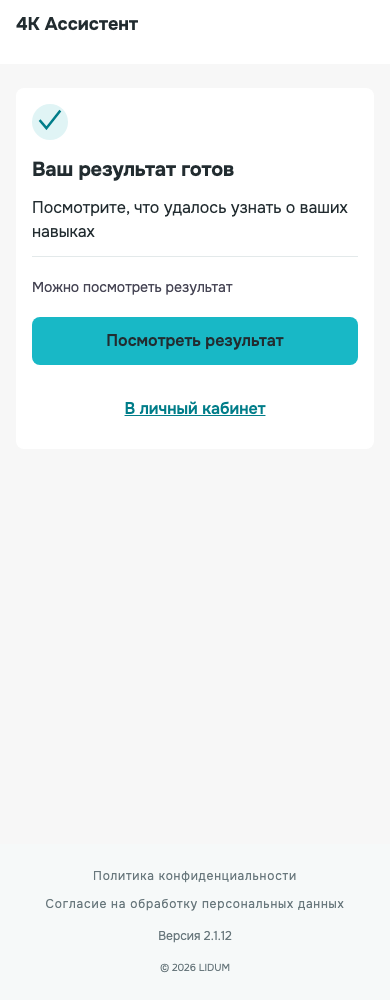 4К Ассистент
Ваш результат готов
Посмотрите, что удалось узнать о ваших
навыках
Можно посмотреть результат
Посмотреть результат
В личный кабинет
Политика конфиденциальности
Согласие на обработку персональных данных
Версия 2.1.12
© 2026 LIDUM